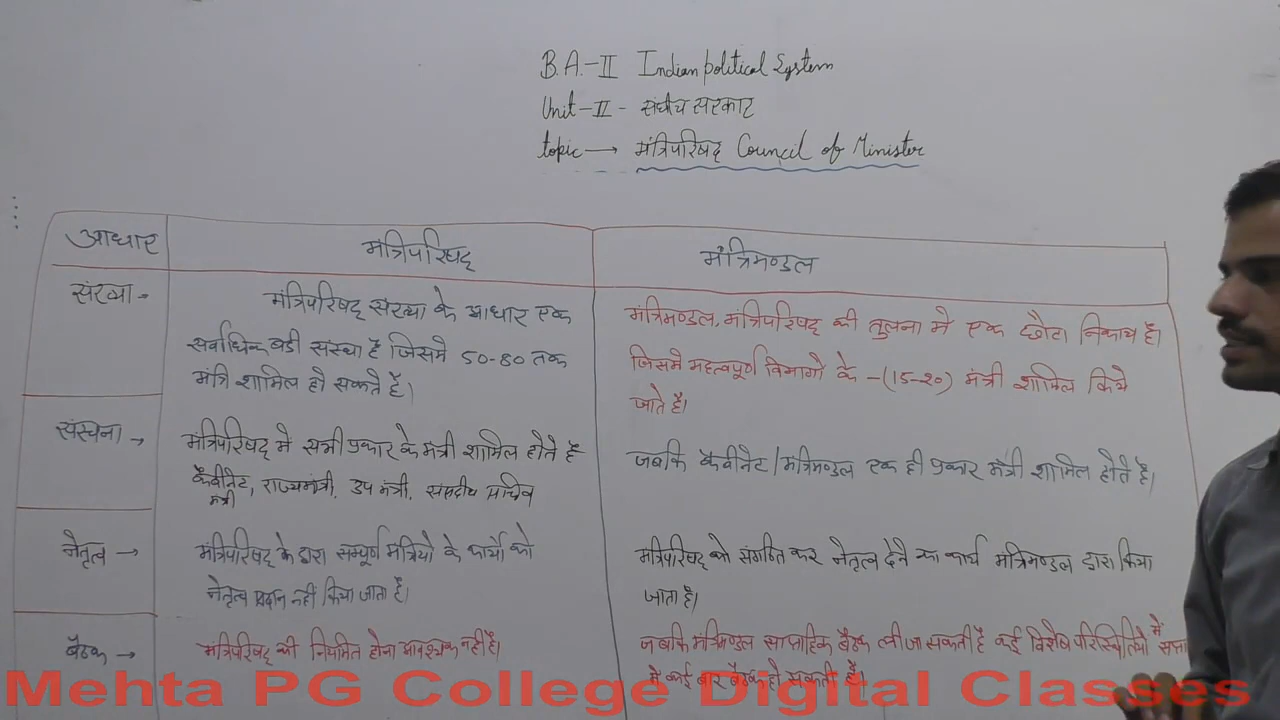 B.A.-II Indian political System
Unit-II - संघीय सरकार
topic → मंत्रिपरिषद् Council of Minister
आधार
मंत्रिपरिषद्
मंत्रिमण्डल
संख्या -
मंत्रिपरिषद् संख्या के आधार एक
सर्वाधिक बडी संस्था है जिसमे 50-80 तक
मंत्रि शामिल हो सकते है।
मंत्रिमण्डल, मंत्रिपरिषद् की तुलना मे एक छौटा निकाय है।
जिसमे महत्वपूर्ण विभागो के -(15-20) मंत्री शामिल किये
जाते है।
संरचना →
मंत्रिपरिषद् मे सभी प्रकार के मंत्री शामिल होते है
कैबीनेट, राज्यमंत्री, उप मंत्री, संसदीय सचिव
मंत्री
जबकि कैबीनेट/मंत्रिमण्डल एक ही प्रकार मंत्री शामिल होते है।
नेतृत्व →
मंत्रिपरिषद् के द्वारा सम्पूर्ण मंत्रियो के कार्यो को
नेतृत्व प्रदान नही किया जाता है।
मंत्रिपरिषद् को संगठित कर नेतृत्व देने का कार्य मंत्रिमण्डल द्वारा किया
जाता है।
बैठक →
मंत्रिपरिषद् की नियमित होना आवश्यक नही है।
जबकि मंत्रिमण्डल साप्ताहिक बैठक ली जा सकती है कई विशेष परिस्थितियो में
मे कई बार बैठक हो सकती है।
Mehta PG College Digital Classes